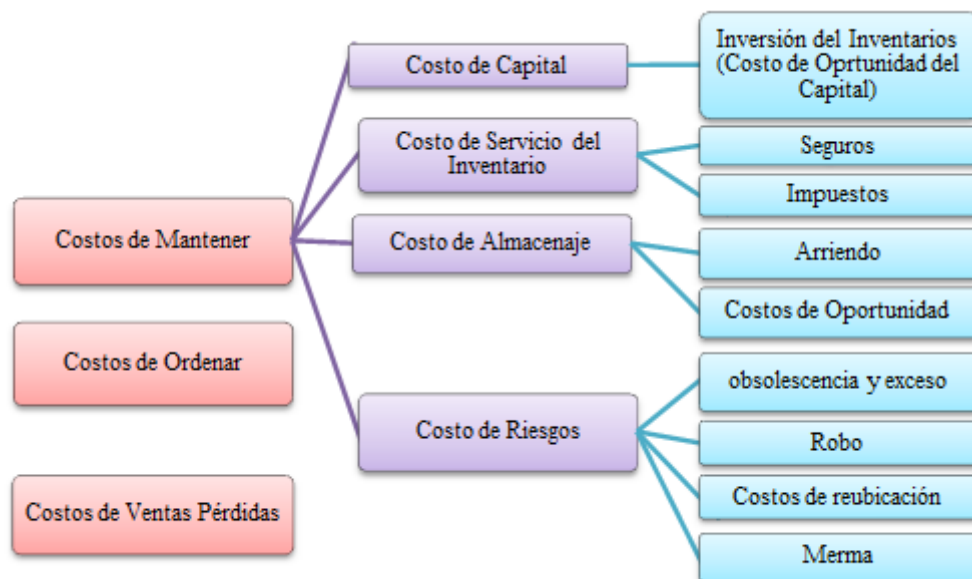 Costos de Mantener
Costos de Ordenar
Costos de Ventas Pérdidas
Costo de Capital
Costo de Servicio del
Inventario
Costo de Almacenaje
Costo de Riesgos
Inversión del Inventarios
(Costo de Oprtunidad del
Capital)
Seguros
Impuestos
Arriendo
Costos de Oportunidad
obsolescencia y exceso
Robo
Costos de reubicación
Merma